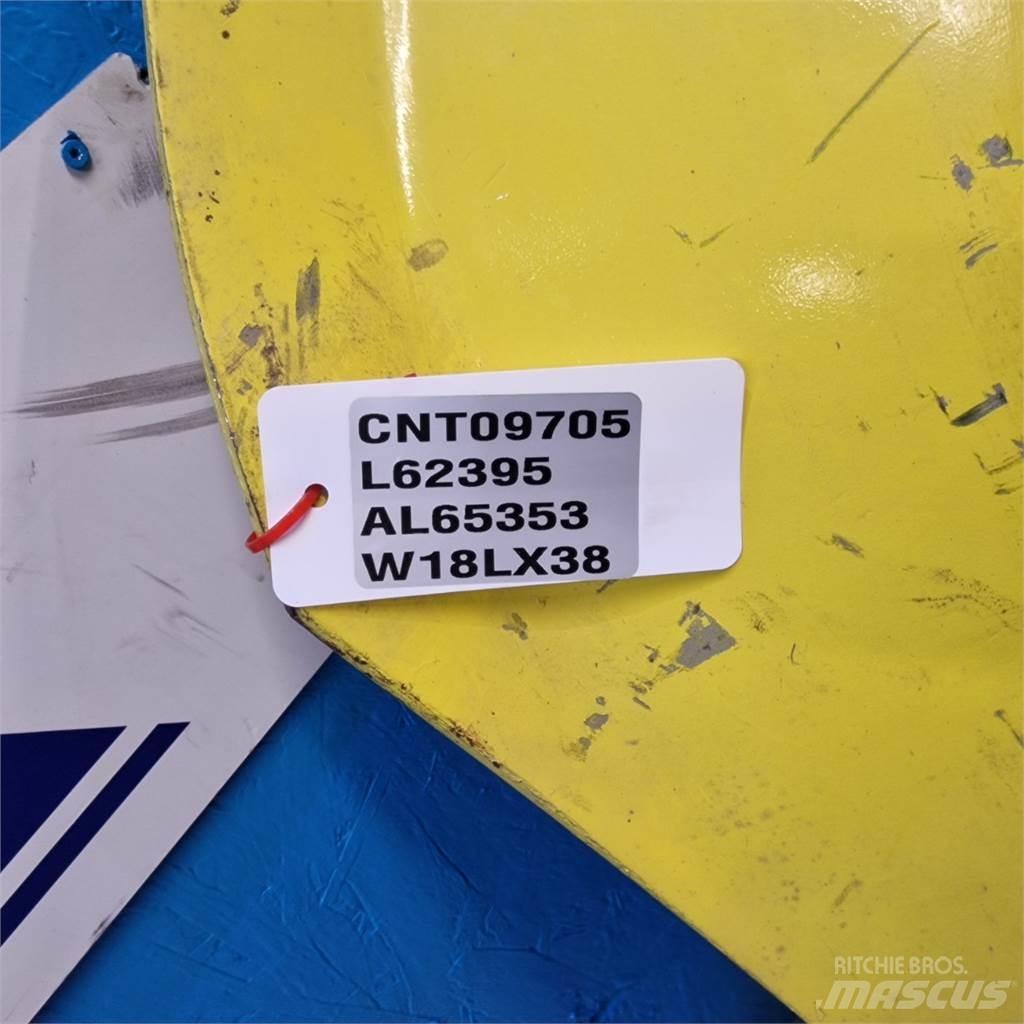 CNT09705
L62395
AL65353
W18LX38
RITCHIE BROS.
MASCUS